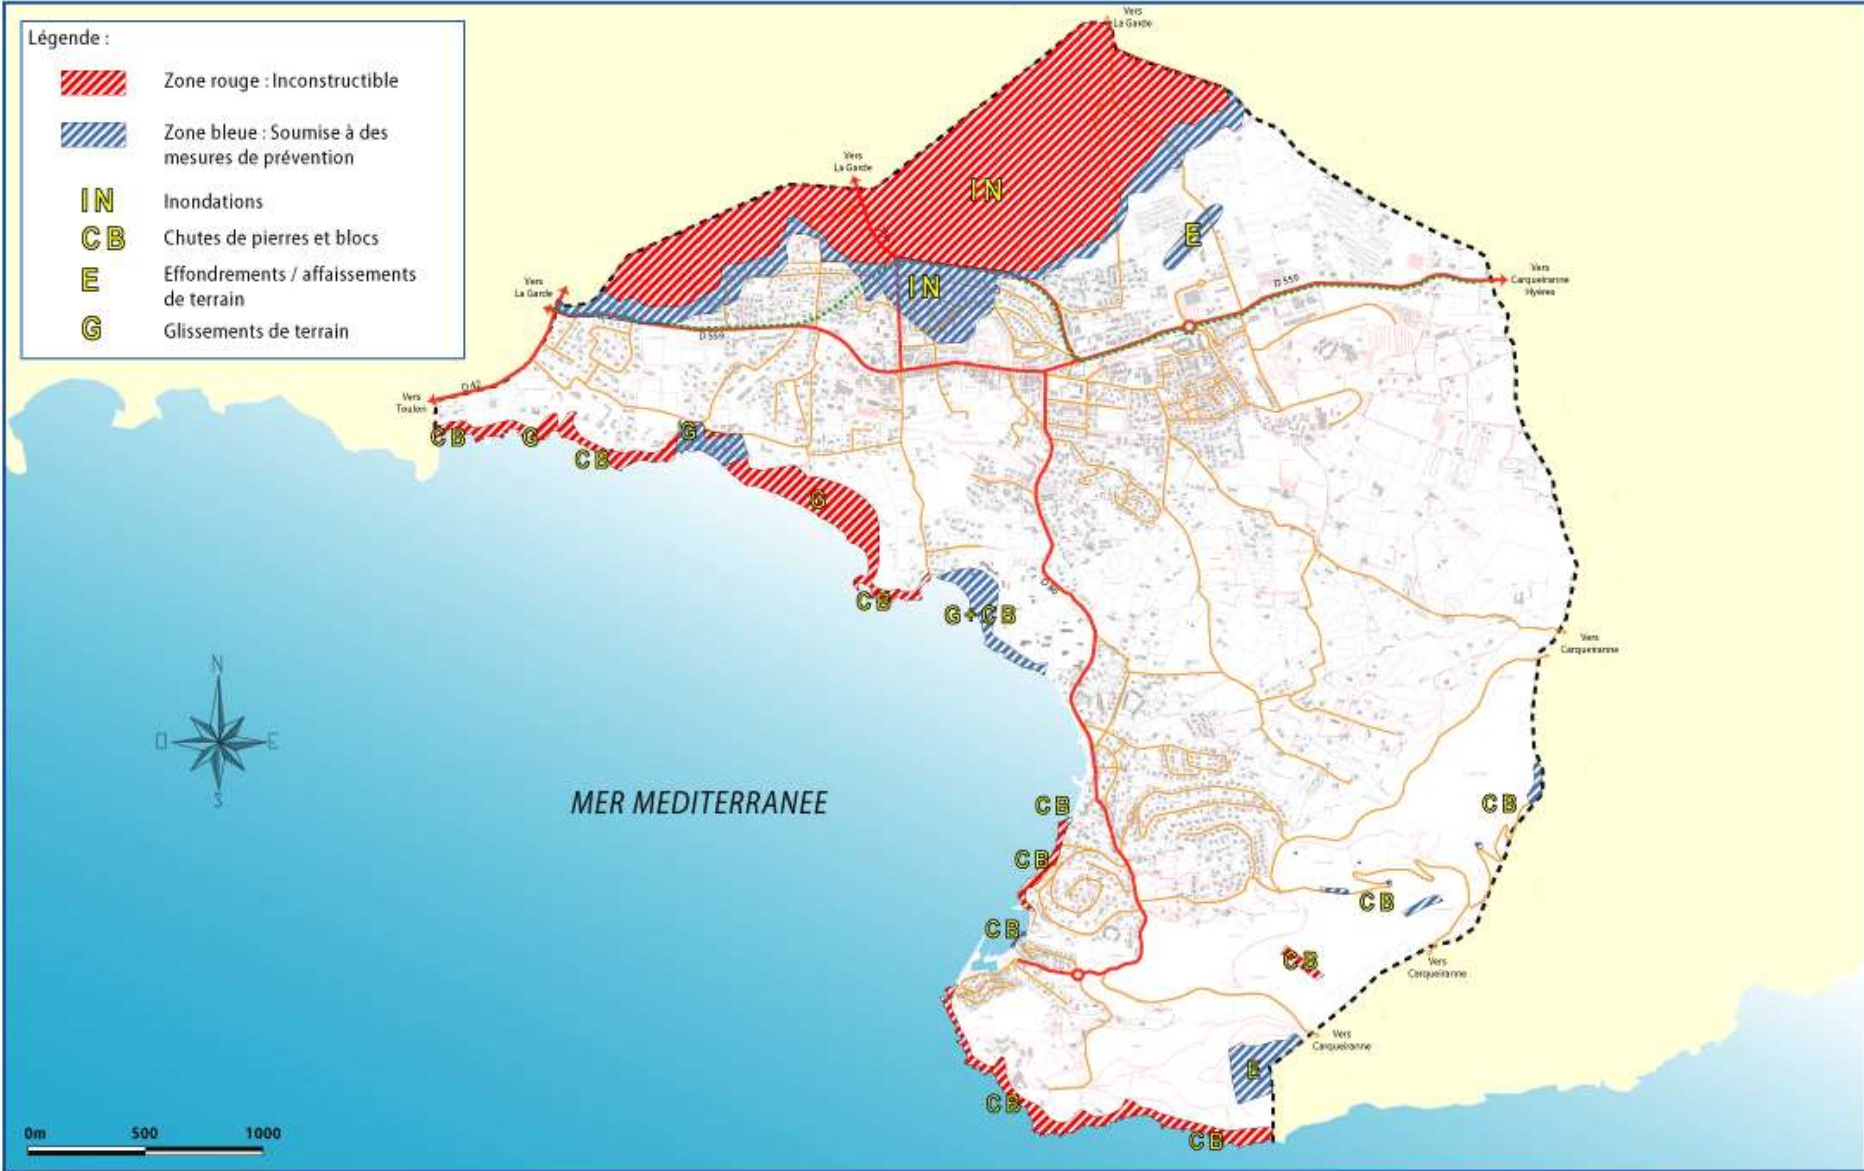 Légende :
Zone rouge : Inconstructible
Zone bleue : Soumise à des
mesures de prévention
IN
Inondations
CB
Chutes de pierres et blocs
E
Effondrements / affaissements
de terrain
G
Glissements de terrain
Vers
La Garde
Vers
La Garde
IN
E
Vers
La Garde
IN
Vers
Carqueiranne
Hyères
D 559
D 559
D 42
Vers
Toulon
CB
G
CB
G
G
CB
G+CB
Vers
Carqueiranne
N
O
E
S
MER MEDITERRANEE
CB
CB
CB
CB
CB
CB
Vers
Carqueiranne
Vers
Carqueiranne
E
CB
CB
0m
500
1000